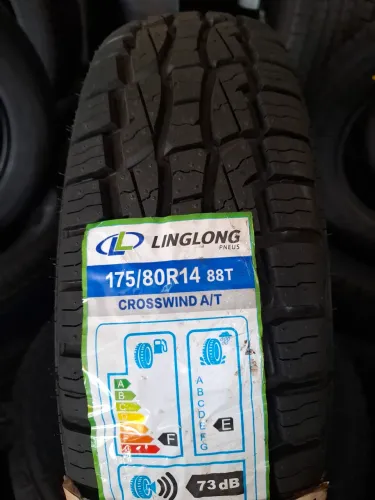 LINGLONG
PNEUS
175/80R14 88T
CROSSWIND A/T
A
B
C
D
E
F
G
F
A
B
C
D
E
F G
E
73 dB